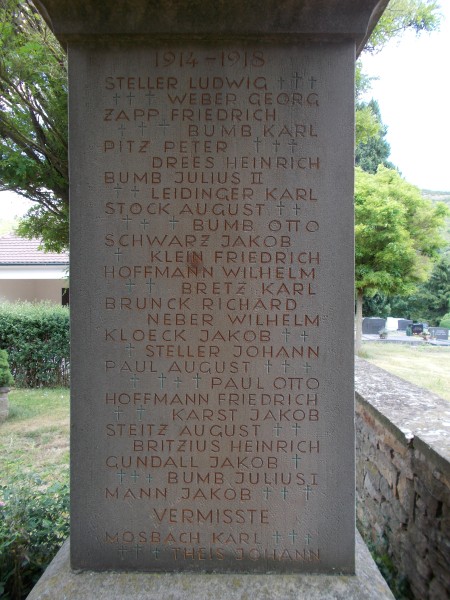 1914-1918
STELLER LUDWIG
WEBER GEORG
ZAPP FRIEDRICH
BUMB KARL
PITZ PETER
DREES HEINRICH
BUMB JULIUS II
LEIDINGER KARL
STOCK AUGUST
BUMB OTTO
SCHWARZ JAKOB
KLEIN FRIEDRICH
HOFFMANN WILHELM
BRETZ KARL
BRUNCK RICHARD
NEBER WILHELM
KLOECK JAKOB
STELLER JOHANN
PAUL AUGUST
PAUL OTTO
HOFFMANN FRIEDRICH
KARST JAKOB
STEITZ AUGUST
BRITZIUS HEINRICH
GUNDALL JAKOB
BUMB JULIUS I
MANN JAKOB
VERMISSTE
MOSBACH KARL
THEIS JOHANN